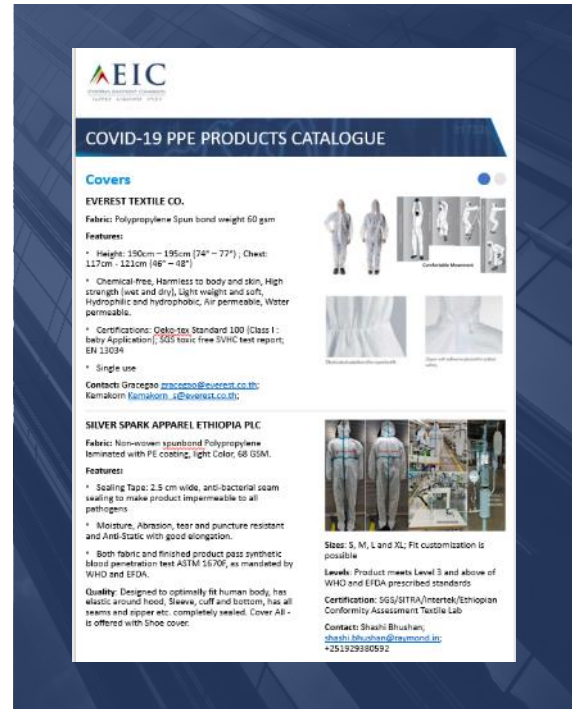 EIC
COVID-19 PPE PRODUCTS CATALOGUE
Covers
EVEREST TEXTILE CO.
Fabric: Polypropylene Spun bond weight 60 gsm
Features:
* Height: 190cm – 195cm (74" – 77") ; Chest:
117cm - 121cm (46" – 48")
* Chemical-free, Harmless to body and skin, High
strength (wet and dry), Light weight and soft,
Hydrophilic and hydrophobic, Air permeable, Water
permeable.
* Certifications: Oeko-tex Standard 100 (Class I :
baby Application); SGS toxic free SVHC test report;
EN 13034
* Single use
Contact: Gracegao gracegao@everest.co.th;
Kemakorn Kemakorn_s@everest.co.th;
Comfortable Movement
SILVER SPARK APPAREL ETHIOPIA PLC
Fabric: Non-woven spunbond Polypropylene
laminated with PE coating, light Color, 68 GSM.
Features:
* Sealing Tape: 2.5 cm wide, anti-bacterial seam
sealing to make product impermeable to all
pathogens
* Moisture, Abrasion, tear and puncture resistant
and Anti-Static with good elongation.
* Both fabric and finished product pass synthetic
blood penetration test ASTM 1670F, as mandated by
WHO and EFDA.
Quality: Designed to optimally fit human body, has
elastic around hood, Sleeve, cuff and bottom, has all
seams and zipper etc. completely sealed. Cover All -
is offered with Shoe cover.
Sizes: S, M, L and XL; Fit customization is
possible
Levels: Product meets Level 3 and above of
WHO and EFDA prescribed standards
Certification: SGS/SITRA/Intertek/Ethiopian
Conformity Assessment Textile Lab
Contact: Shashi Bhushan;
shashi.bhushan@raymond.in;
+251929380592